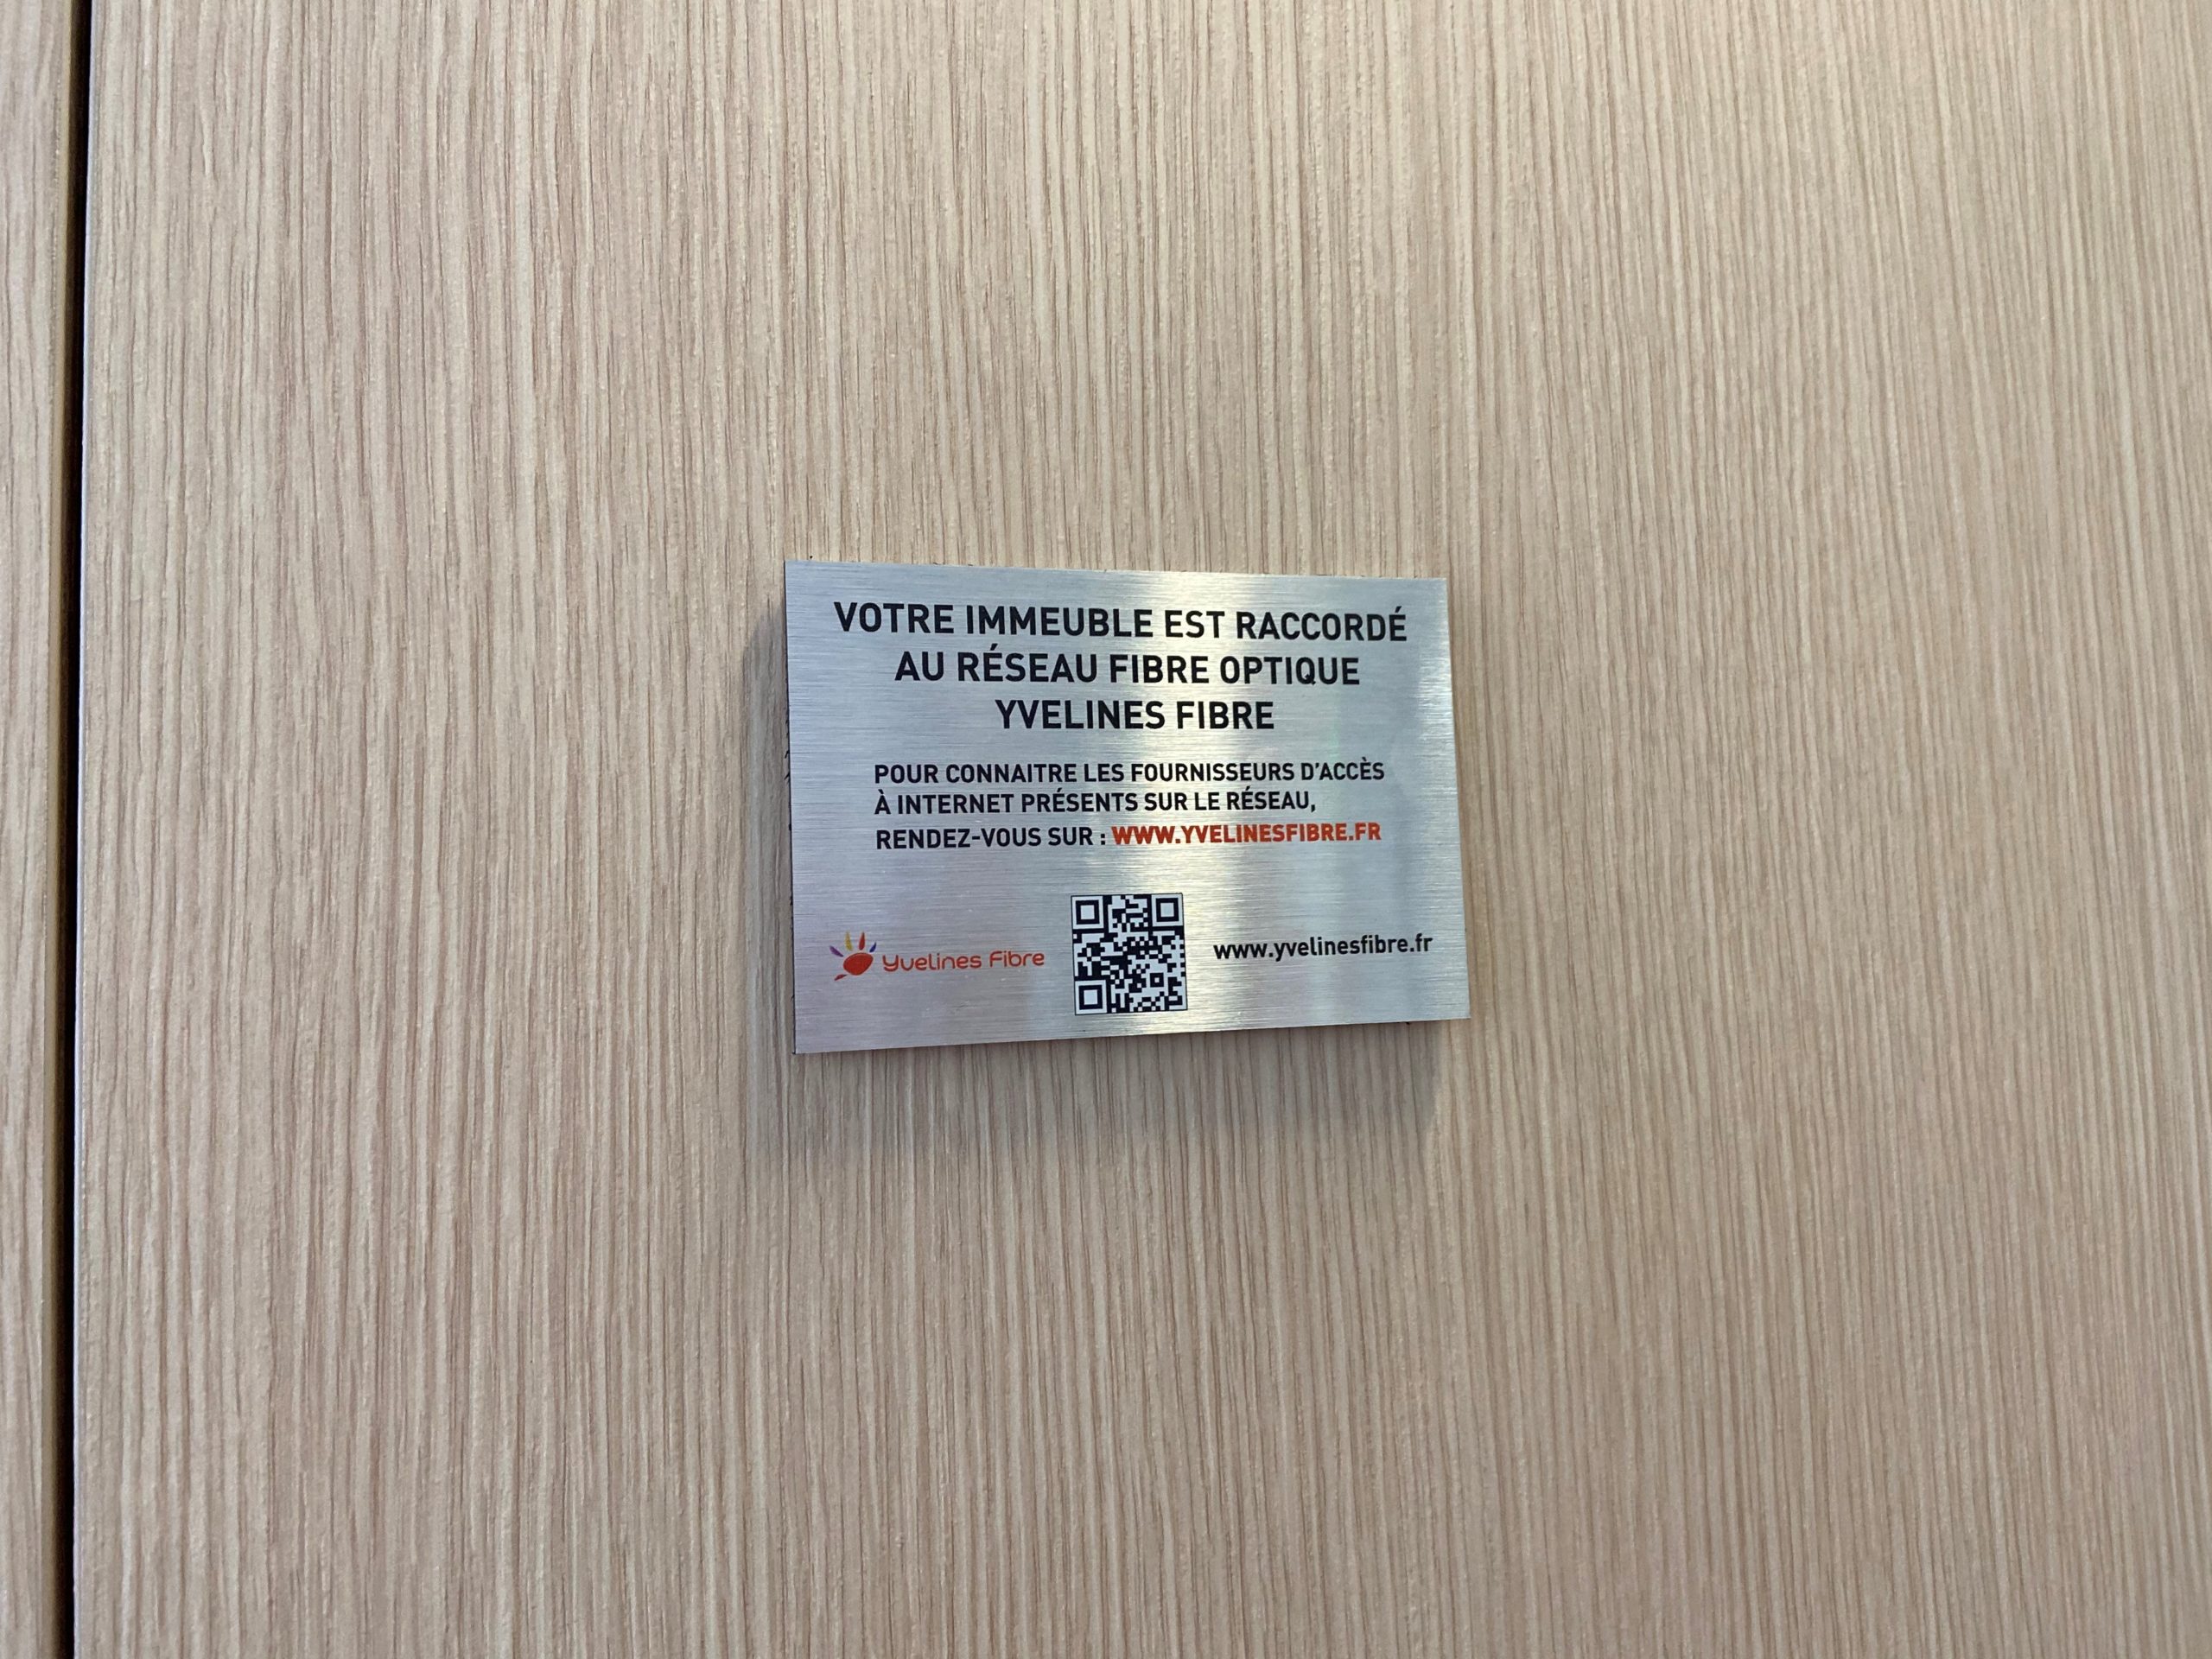 VOTRE IMMEUBLE EST RACCORDÉ
AU RÉSEAU FIBRE OPTIQUE
YVELINES FIBRE
POUR CONNAITRE LES FOURNISSEURS D'ACCÈS
À INTERNET PRÉSENTS SUR LE RÉSEAU,
RENDEZ-VOUS SUR : WWW.YVELINESFIBRE.FR
Yvelines Fibre
www.yvelinesfibre.fr